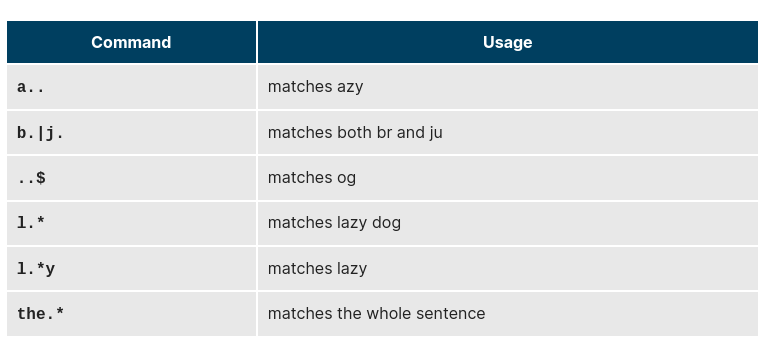 Command Usage
a.. matches azy
b.|j. matches both br and ju
..$ matches og
l.* matches lazy dog
l.*y matches lazy
the.* matches the whole sentence